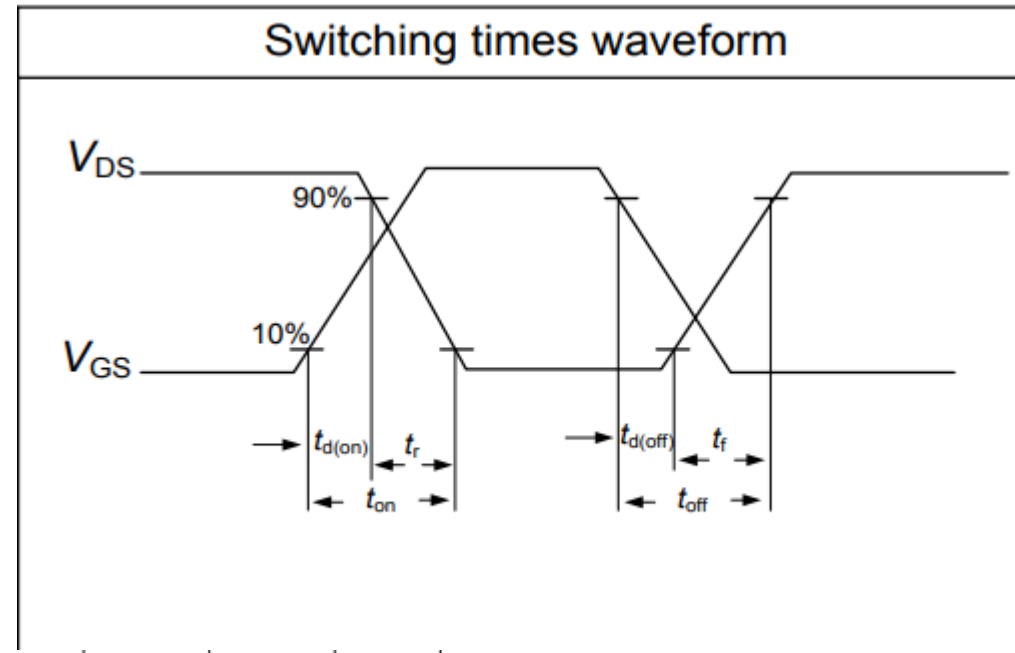 Switching times waveform
VDS
90%
10%
VGS
td(on)
tr
td(off)
tf
ton
toff